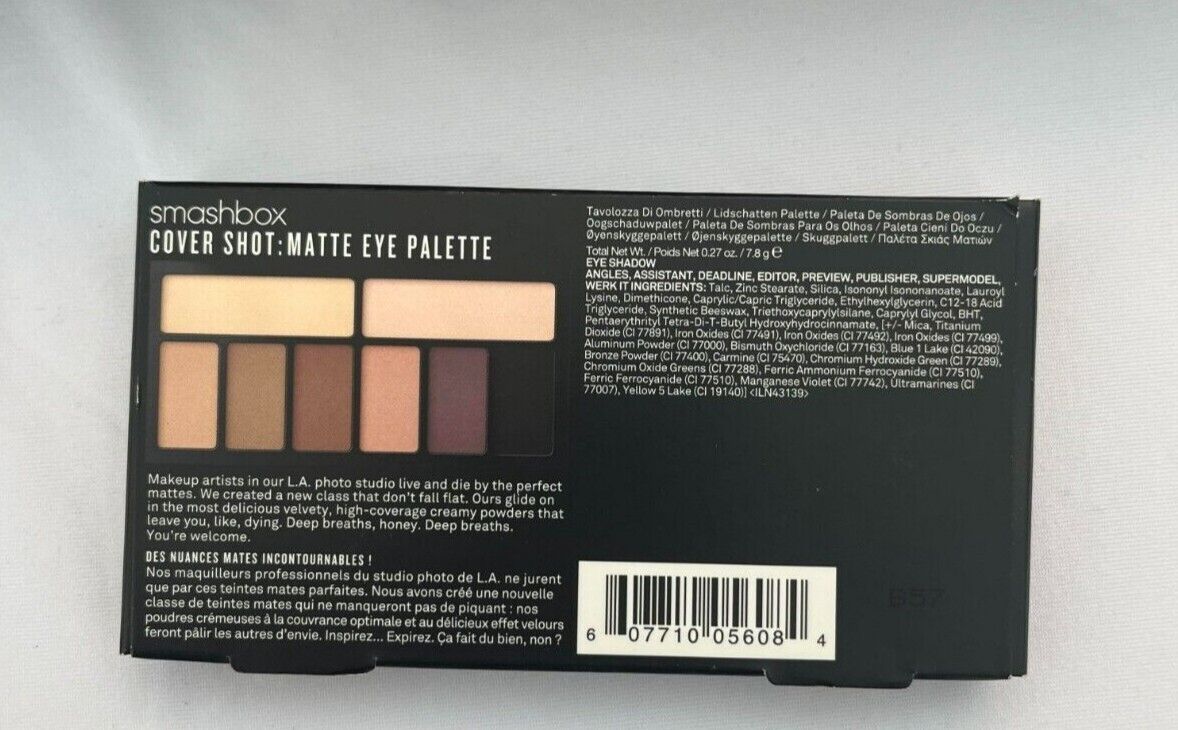 smashbox
COVER SHOT: MATTE EYE PALETTE
Makeup artists in our L.A. photo studio live and die by the perfect
mattes. We created a new class that don't fall flat. Ours glide on
in the most delicious velvety, high-coverage creamy powders that
leave you, like, dying. Deep breaths, honey. Deep breaths.
You're welcome.
DES NUANCES MATES INCONTOURNABLES !
Nos maquilleurs professionnels du studio photo de L.A. ne jurent
que par ces teintes mates parfaites. Nous avons créé une nouvelle
classe de teintes mates qui ne manqueront pas de piquant : nos
poudres crémeuses à la couvrance optimale et au délicieux effet velours
feront pâlir les autres d'envie. Inspirez... Expirez. Ça fait du bien, non ?
Tavolozza Di Ombretti / Lidschatten Palette / Paleta De Sombras De Ojos /
Oogschaduwpalet / Paleta De Sombras Para Os Olhos / Paleta Cieni Do Oczu /
Øyenskyggepalett / Øjenskyggepalette / Skuggpalett / Παλέτα Σκιάς Ματιών
Total Net Wt. / Poids Net 0.27 oz. / 7.8 g ℮
EYE SHADOW
ANGLES, ASSISTANT, DEADLINE, EDITOR, PREVIEW, PUBLISHER, SUPERMODEL,
WERK IT INGREDIENTS: Talc, Zinc Stearate, Silica, Isononyl Isononanoate, Lauroyl
Lysine, Dimethicone, Caprylic/Capric Triglyceride, Ethylhexylglycerin, C12-18 Acid
Triglyceride, Synthetic Beeswax, Triethoxycaprylylsilane, Caprylyl Glycol, BHT,
Pentaerythrityl Tetra-Di-T-Butyl Hydroxyhydrocinnamate, [+/- Mica, Titanium
Dioxide (CI 77891), Iron Oxides (CI 77491), Iron Oxides (CI 77492), Iron Oxides (CI 77499),
Aluminum Powder (CI 77000), Bismuth Oxychloride (CI 77163), Blue 1 Lake (CI 42090),
Bronze Powder (CI 77400), Carmine (CI 75470), Chromium Hydroxide Green (CI 77289),
Chromium Oxide Greens (CI 77288), Ferric Ammonium Ferrocyanide (CI 77510),
Ferric Ferrocyanide (CI 77510), Manganese Violet (CI 77742), Ultramarines (CI
77007), Yellow 5 Lake (CI 19140)] <ILN43139>
6 07710 05608 4